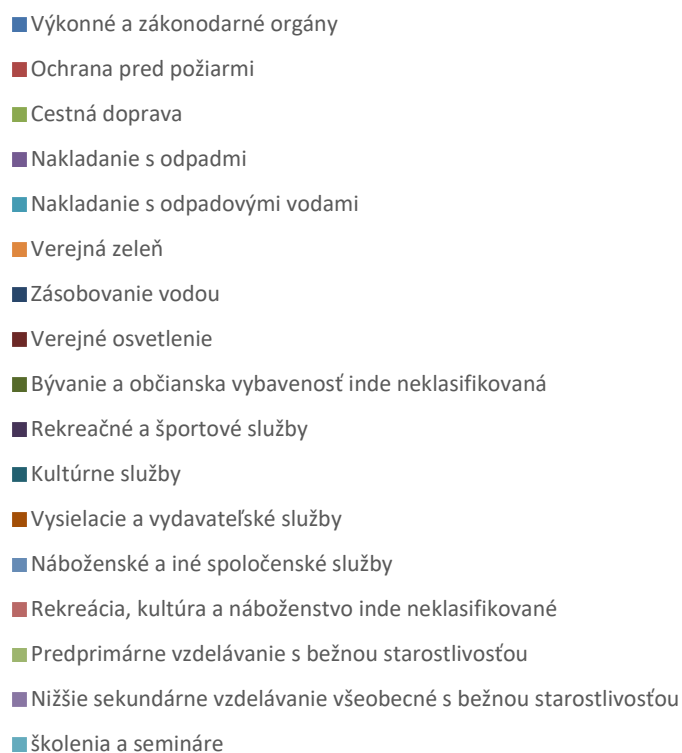 Výkonné a zákonodarné orgány
Ochrana pred požiarmi
Cestná doprava
Nakladanie s odpadmi
Nakladanie s odpadovými vodami
Verejná zeleň
Zásobovanie vodou
Verejné osvetlenie
Bývanie a občianska vybavenosť inde neklasifikovaná
Rekreačné a športové služby
Kultúrne služby
Vysielacie a vydavateľské služby
Náboženské a iné spoločenské služby
Rekreácia, kultúra a náboženstvo inde neklasifikované
Predprimárne vzdelávanie s bežnou starostlivosťou
Nižšie sekundárne vzdelávanie všeobecné s bežnou starostlivosťou
školenia a semináre